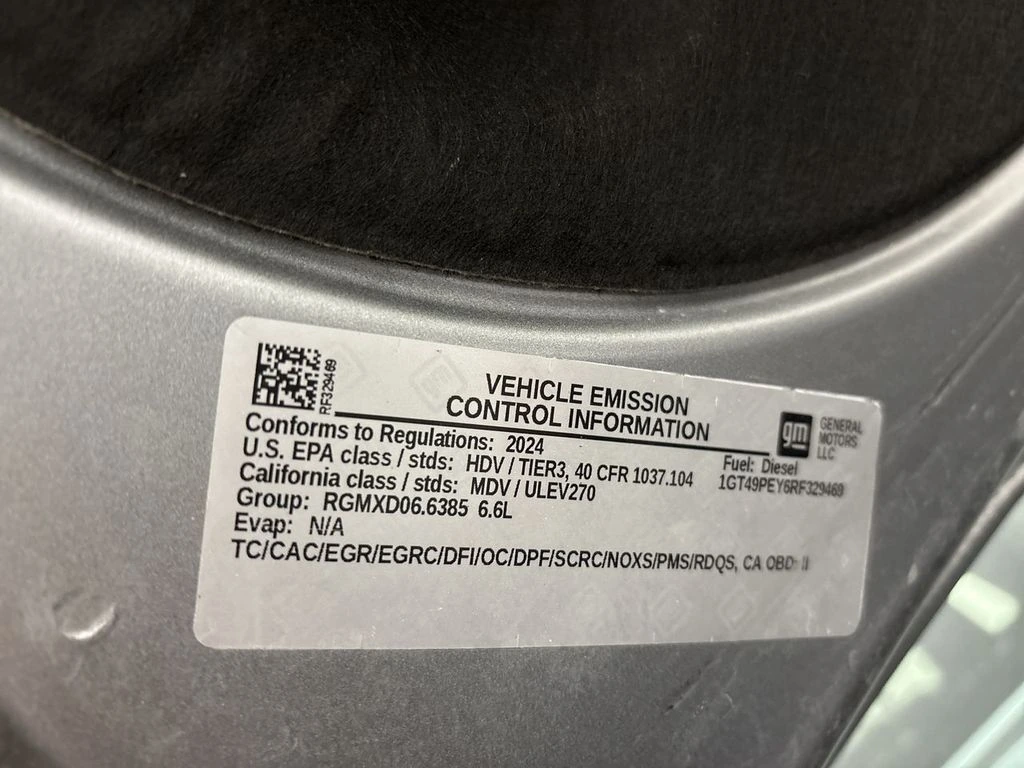 RF329469
VEHICLE EMISSION
CONTROL INFORMATION
gm
GENERAL
MOTORS
LLC
Conforms to Regulations: 2024
Fuel: Diesel
U.S. EPA class / stds: HDV / TIER3, 40 CFR 1037.104
1GT49PEY6RF329469
California class / stds: MDV / ULEV270
Group: RGMXD06.6385 6.6L
Evap: N/A
TC/CAC/EGR/EGRC/DFI/OC/DPF/SCRC/NOXS/PMS/RDQS, CA OBD: II